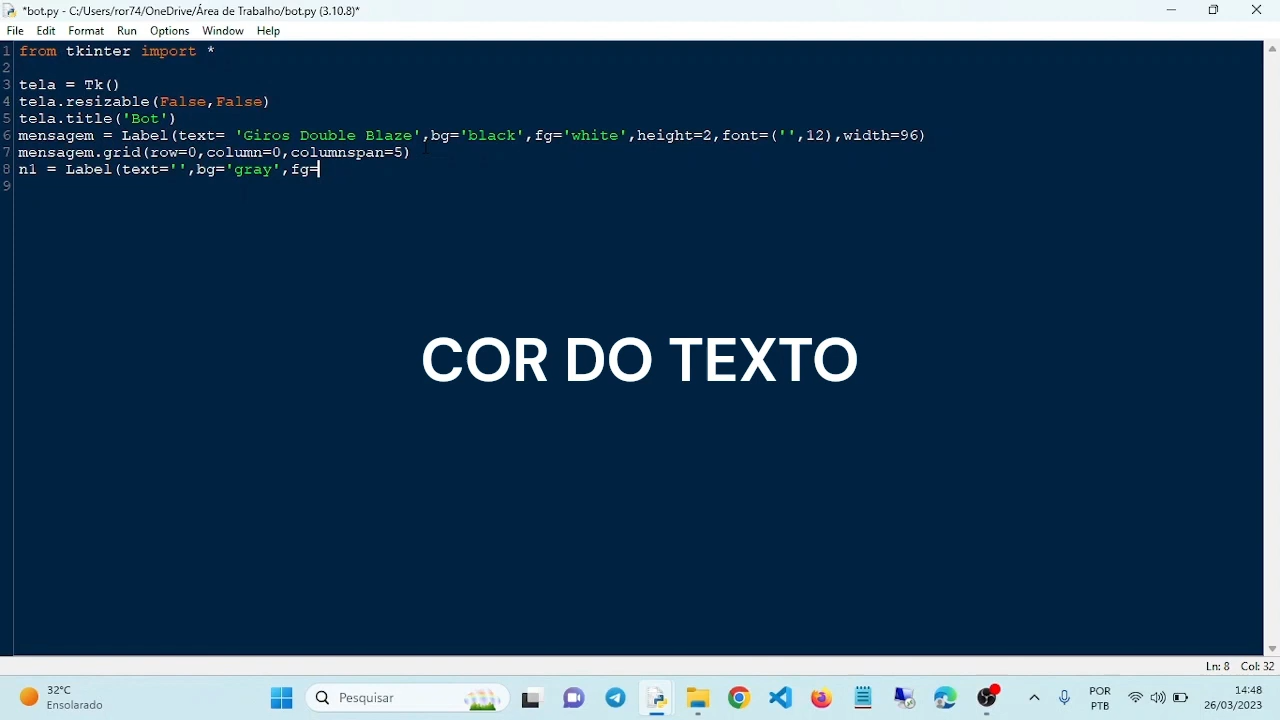 *bot.py - C:/Users/ror74/OneDrive/Área de Trabalho/bot.py (3.10.8)*
File Edit Format Run Options Window Help
1 from tkinter import *
2
3 tela = Tk()
4 tela.resizable(False,False)
5 tela.title('Bot')
6 mensagem = Label(text= 'Giros Double Blaze',bg='black',fg='white',height=2,font=('',12),width=96)
7 mensagem.grid(row=0,column=0,columnspan=5)
8 n1 = Label(text='',bg='gray',fg=
9
COR DO TEXTO
Ln: 8 Col: 32
32°C
Ensolarado
Pesquisar
POR
PTB
14:48
26/03/2023